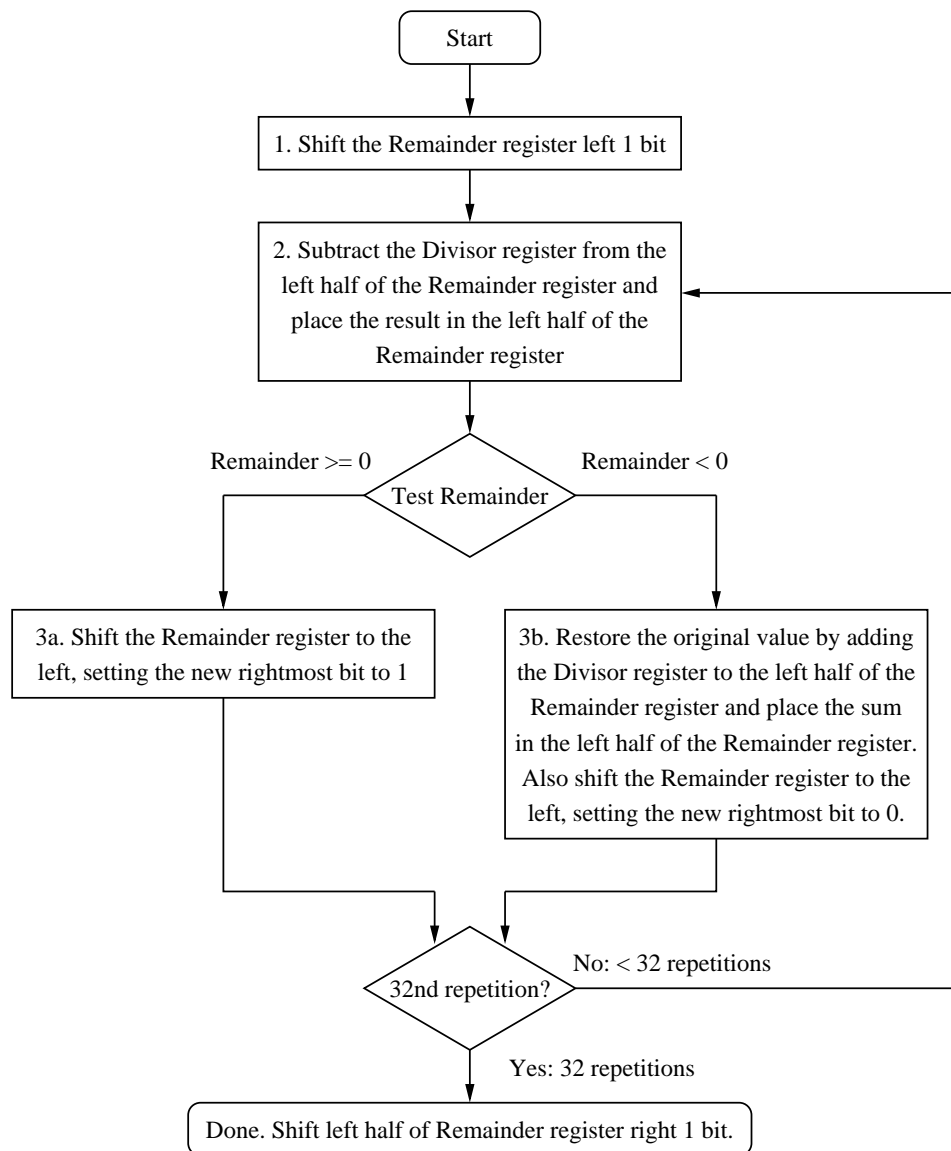 Start
1. Shift the Remainder register left 1 bit
2. Subtract the Divisor register from the
left half of the Remainder register and
place the result in the left half of the
Remainder register
Remainder >= 0
Remainder < 0
Test Remainder
3a. Shift the Remainder register to the
left, setting the new rightmost bit to 1
3b. Restore the original value by adding
the Divisor register to the left half of the
Remainder register and place the sum
in the left half of the Remainder register.
Also shift the Remainder register to the
left, setting the new rightmost bit to 0.
No: < 32 repetitions
32nd repetition?
Yes: 32 repetitions
Done. Shift left half of Remainder register right 1 bit.